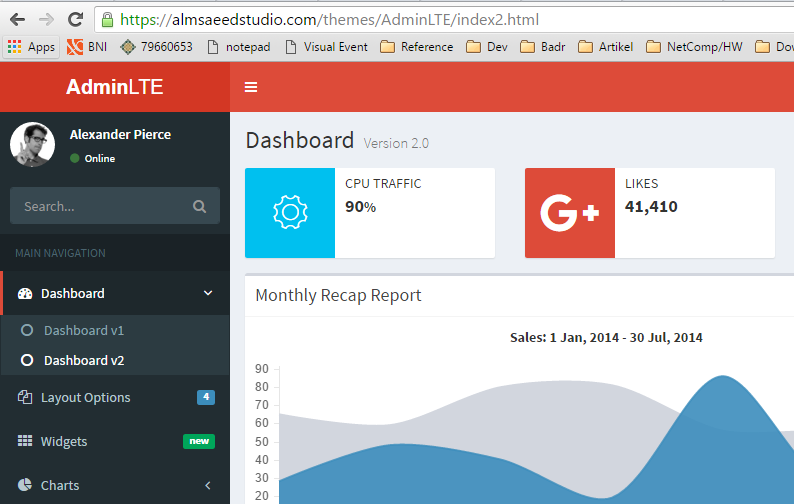 https://almsaeedstudio.com/themes/AdminLTE/index2.html
Apps BNI 79660653 notepad Visual Event Reference Dev Badr Artikel NetComp/HW Dov
AdminLTE
Alexander Pierce
Online
Search...
MAIN NAVIGATION
Dashboard
Dashboard v1
Dashboard v2
Layout Options 4
Widgets new
Charts
Dashboard Version 2.0
CPU TRAFFIC
90%
G+
LIKES
41,410
Monthly Recap Report
Sales: 1 Jan, 2014 - 30 Jul, 2014
90
80
70
60
50
40
30
20